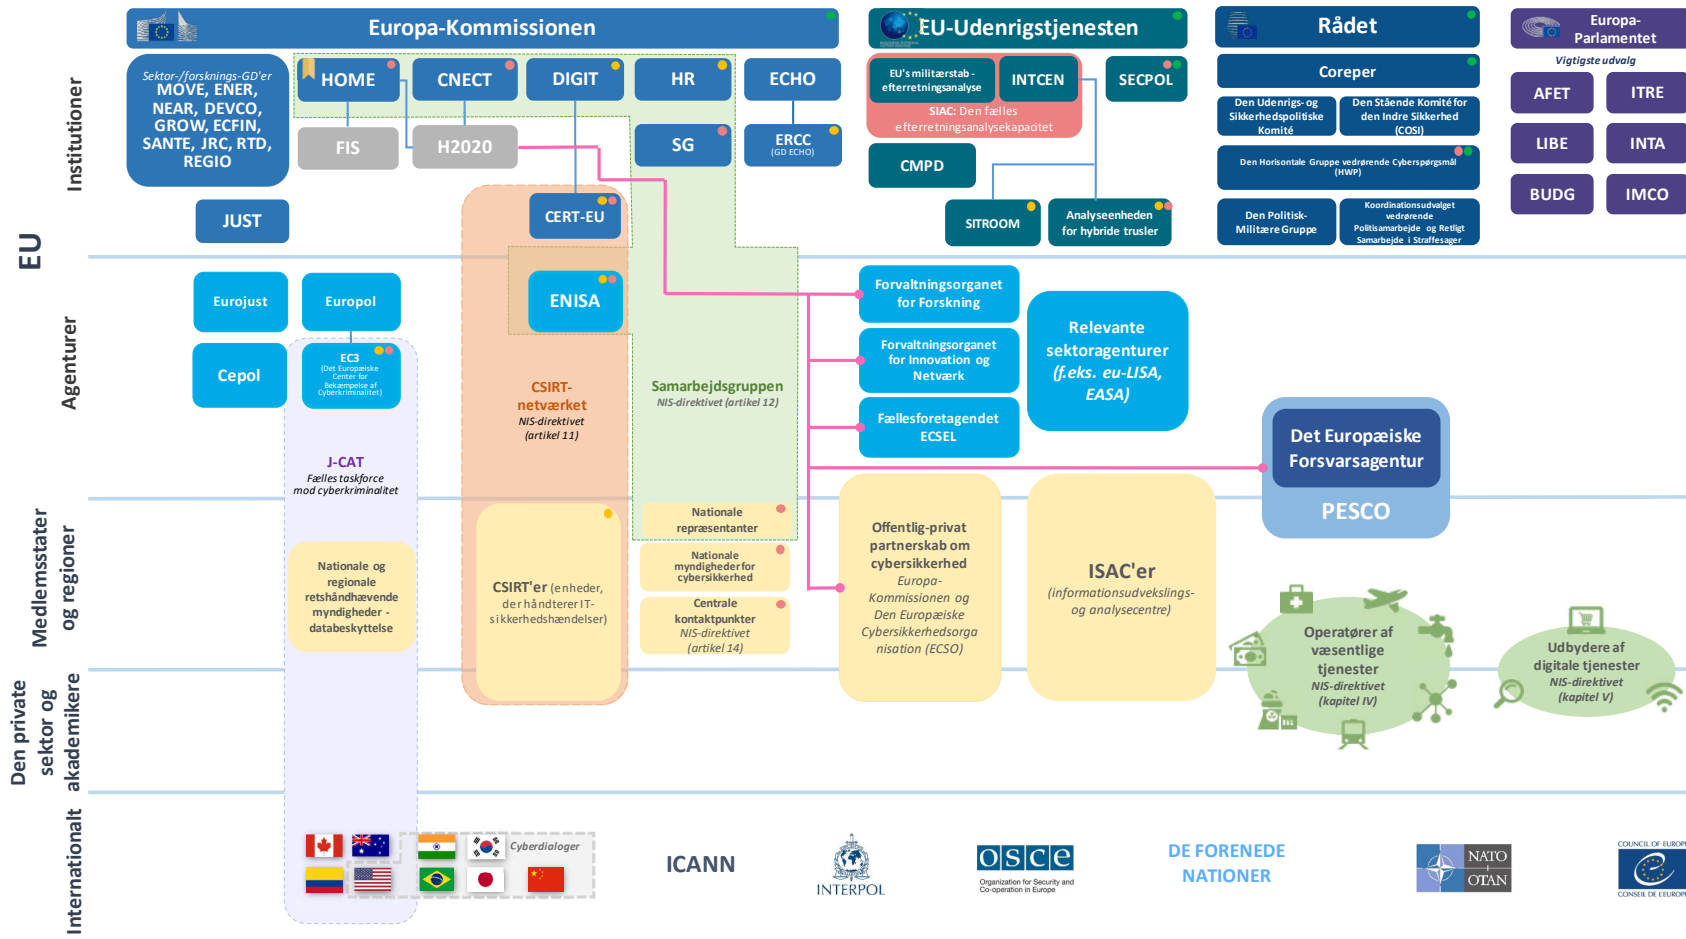 Europa-Kommissionen
EU-Udenrigstjenesten
Rådet
Europa-
Parlamentet
Vigtigste udvalg
EU
Institutioner
Agenturer
Medlemsstater
og regioner
Den private
sektor og
akademikere
Internationalt
Sektor-/forsknings-GD'er
MOVE, ENER,
NEAR, DEVCO,
GROW, ECFIN,
SANTE, JRC, RTD,
REGIO
HOME
CNECT
DIGIT
HR
ECHO
FIS
H2020
SG
ERCC
(GD ECHO)
JUST
CERT-EU
EU's militærstab -
efterretningsanalyse
INTCEN
SIAC: Den fælles
efterretningsanalysekapacitet
SECPOL
CMPD
SITROOM
Analyseenheden
for hybride trusler
Coreper
Den Udenrigs- og
Sikkerhedspolitiske
Komité
Den Stående Komité for
den Indre Sikkerhed
(COSI)
Den Horisontale Gruppe vedrørende Cyberspørgsmål
(HWP)
Den Politisk-
Militære Gruppe
Koordinationsudvalget
vedrørende
Politisamarbejde og Retligt
Samarbejde i Straffesager
AFET
ITRE
LIBE
INTA
BUDG
IMCO
Eurojust
Europol
Cepol
EC3
(Det Europæiske
Center for
Bekæmpelse af
Cyberkriminalitet)
ENISA
CSIRT-
netværket
NIS-direktivet
(artikel 11)
Samarbejdsgruppen
NIS-direktivet (artikel 12)
Forvaltningsorganet
for Forskning
Forvaltningsorganet
for Innovation og
Netværk
Fællesforetagendet
ECSEL
Relevante
sektoragenturer
(f.eks. eu-LISA,
EASA)
Det Europæiske
Forsvarsagentur
PESCO
J-CAT
Fælles taskforce
mod cyberkriminalitet
Nationale og
regionale
retshåndhævende
myndigheder -
databeskyttelse
CSIRT'er (enheder,
der håndterer IT-
sikkerhedshændelser)
Nationale
repræsentanter
Nationale
myndigheder for
cybersikkerhed
Centrale
kontaktpunkter
NIS-direktivet
(artikel 14)
Offentlig-privat
partnerskab om
cybersikkerhed
Europa-
Kommissionen og
Den Europæiske
Cybersikkerhedsorga
nisation (ECSO)
ISAC'er
(informationsudvekslings-
og analysecentre)
Operatører af
væsentlige
tjenester
NIS-direktivet
(kapitel IV)
Udbydere af
digitale tjenester
NIS-direktivet
(kapitel V)
Cyberdialoger
ICANN
INTERPOL
OSCE
Organization for Security and
Co-operation in Europe
DE FORENEDE
NATIONER
NATO
OTAN
COUNCIL OF EUROPE
CONSEIL DE L'EUROPE